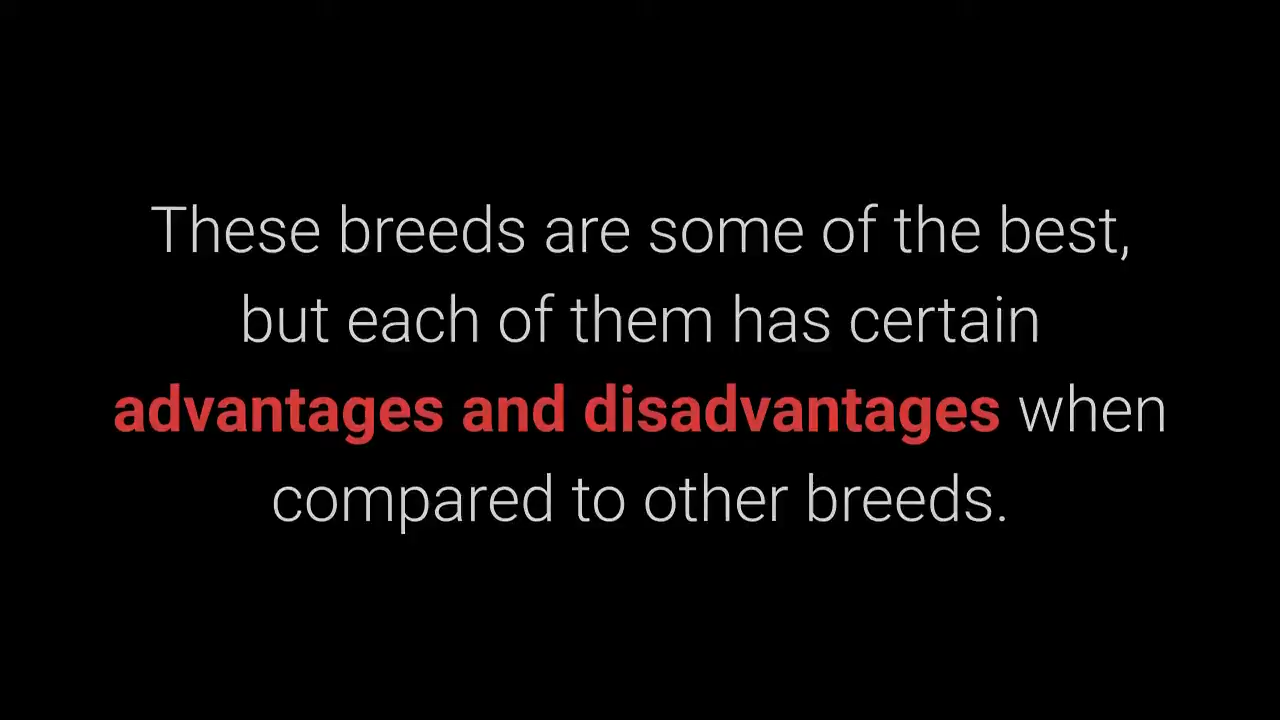 These breeds are some of the best,
but each of them has certain
advantages and disadvantages when
compared to other breeds.